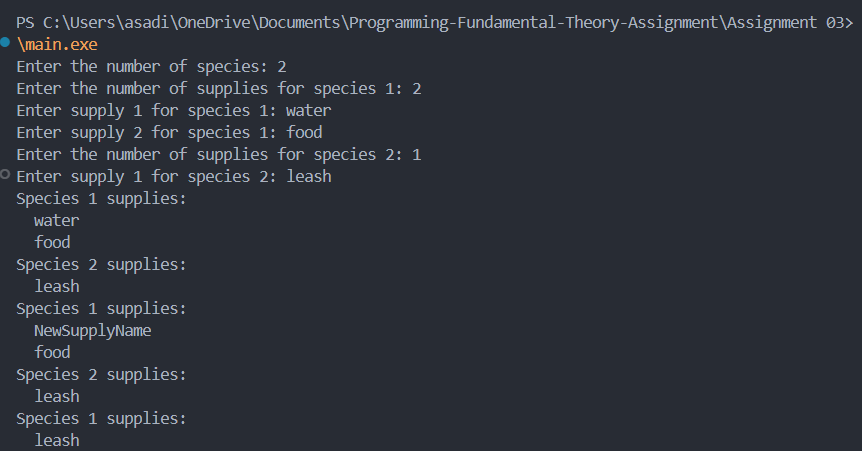 PS C:\Users\asadi\OneDrive\Documents\Programming-Fundamental-Theory-Assignment\Assignment 03>
\main.exe
Enter the number of species: 2
Enter the number of supplies for species 1: 2
Enter supply 1 for species 1: water
Enter supply 2 for species 1: food
Enter the number of supplies for species 2: 1
Enter supply 1 for species 2: leash
Species 1 supplies:
  water
  food
Species 2 supplies:
  leash
Species 1 supplies:
  NewSupplyName
  food
Species 2 supplies:
  leash
Species 1 supplies:
  leash